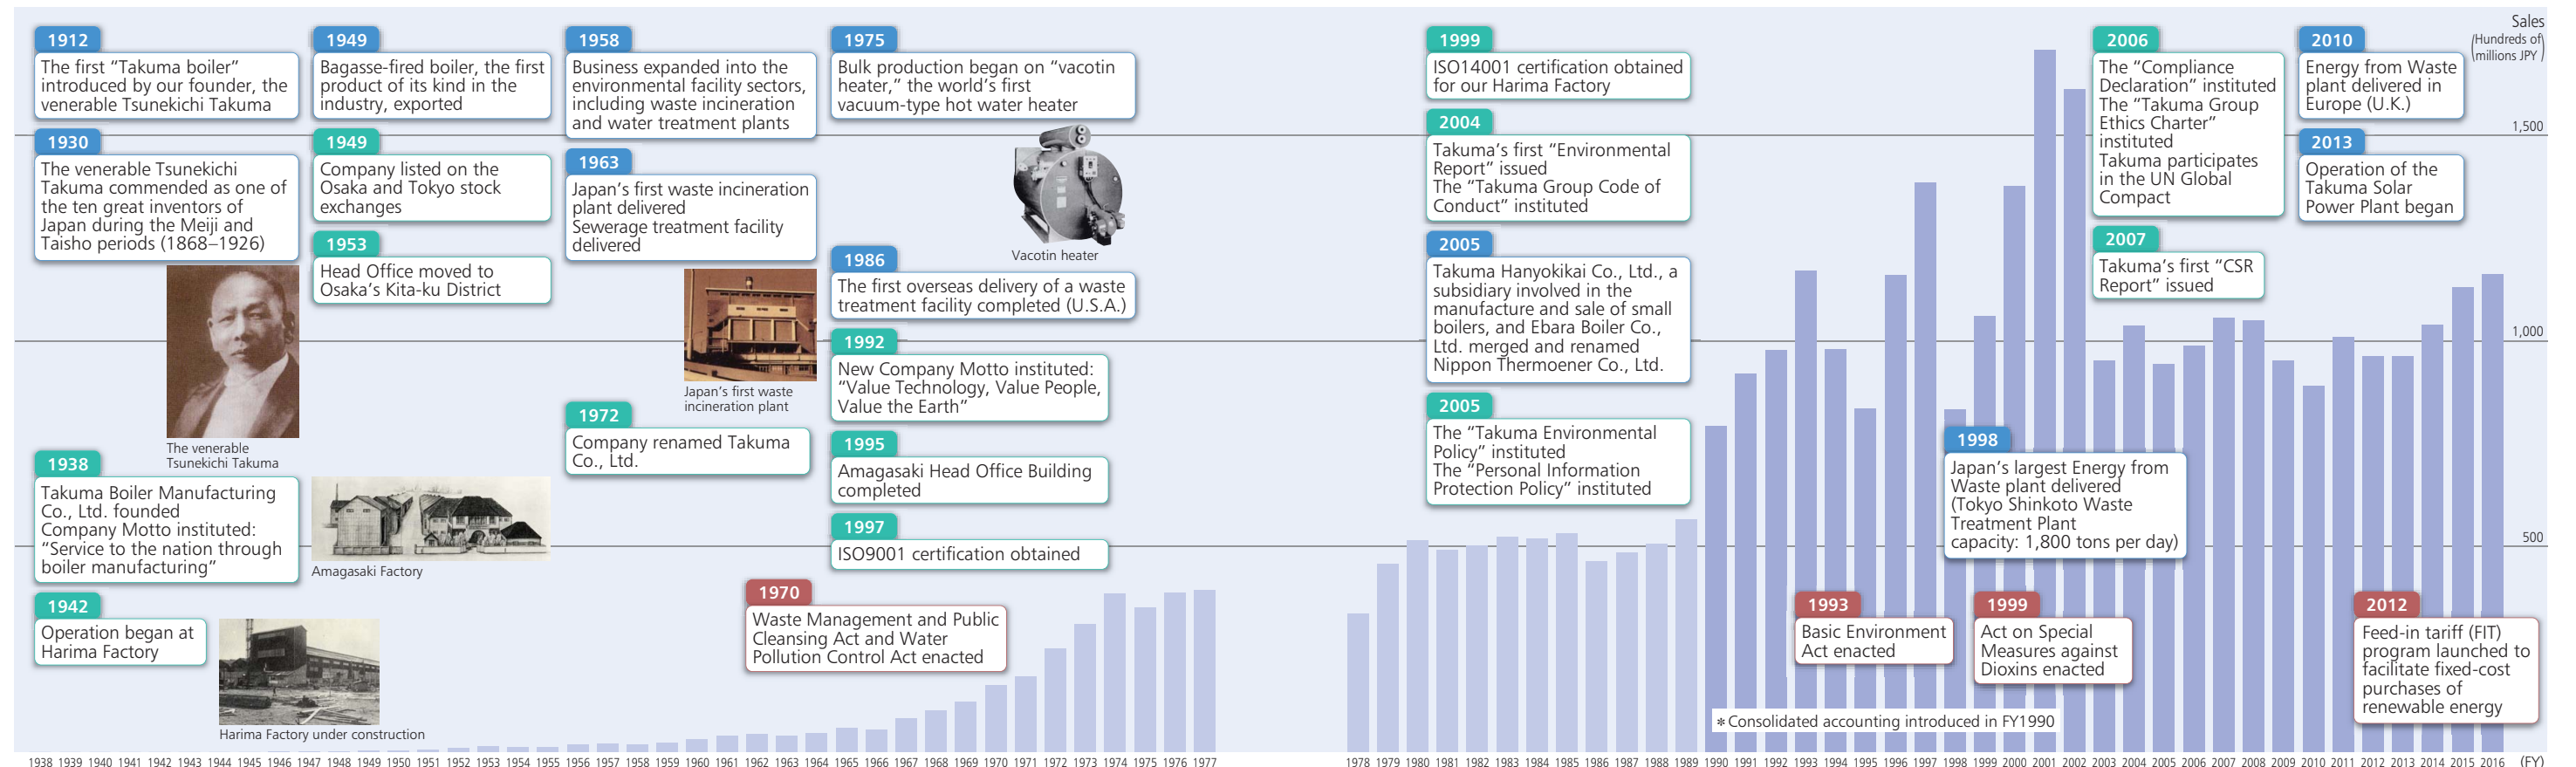 1912
The first “Takuma boiler”
introduced by our founder, the
venerable Tsunekichi Takuma
1930
The venerable Tsunekichi
Takuma commended as one of
the ten great inventors of
Japan during the Meiji and
Taisho periods (1868–1926)
The venerable
Tsunekichi Takuma
1938
Takuma Boiler Manufacturing
Co., Ltd. founded
Company Motto instituted:
“Service to the nation through
boiler manufacturing”
1942
Operation began at
Harima Factory
Harima Factory under construction
1949
Bagasse-fired boiler, the first
product of its kind in the
industry, exported
1949
Company listed on the
Osaka and Tokyo stock
exchanges
1953
Head Office moved to
Osaka’s Kita-ku District
Amagasaki Factory
1958
Business expanded into the
environmental facility sectors,
including waste incineration
and water treatment plants
1963
Japan’s first waste incineration
plant delivered
Sewerage treatment facility
delivered
Japan’s first waste
incineration plant
1972
Company renamed Takuma
Co., Ltd.
1970
Waste Management and Public
Cleansing Act and Water
Pollution Control Act enacted
1975
Bulk production began on “vacotin
heater,” the world’s first
vacuum-type hot water heater
Vacotin heater
1986
The first overseas delivery of a waste
treatment facility completed (U.S.A.)
1992
New Company Motto instituted:
“Value Technology, Value People,
Value the Earth”
1995
Amagasaki Head Office Building
completed
1997
ISO9001 certification obtained
1999
ISO14001 certification obtained
for our Harima Factory
2004
Takuma’s first “Environmental
Report” issued
The “Takuma Group Code of
Conduct” instituted
2005
Takuma Hanyokikai Co., Ltd., a
subsidiary involved in the
manufacture and sale of small
boilers, and Ebara Boiler Co.,
Ltd. merged and renamed
Nippon Thermoener Co., Ltd.
2005
The “Takuma Environmental
Policy” instituted
The “Personal Information
Protection Policy” instituted
1993
Basic Environment
Act enacted
1998
Japan’s largest Energy from
Waste plant delivered
(Tokyo Shinkoto Waste
Treatment Plant
capacity: 1,800 tons per day)
1999
Act on Special
Measures against
Dioxins enacted
* Consolidated accounting introduced in FY1990
2006
The “Compliance
Declaration” instituted
The “Takuma Group
Ethics Charter”
instituted
Takuma participates
in the UN Global
Compact
2007
Takuma’s first “CSR
Report” issued
2010
Energy from Waste
plant delivered in
Europe (U.K.)
2013
Operation of the
Takuma Solar
Power Plant began
2012
Feed-in tariff (FIT)
program launched to
facilitate fixed-cost
purchases of
renewable energy
Sales
(Hundreds of
millions JPY)
1,500
1,000
500
1938 1939 1940 1941 1942 1943 1944 1945 1946 1947 1948 1949 1950 1951 1952 1953 1954 1955 1956 1957 1958 1959 1960 1961 1962 1963 1964 1965 1966 1967 1968 1969 1970 1971 1972 1973 1974 1975 1976 1977 1978 1979 1980 1981 1982 1983 1984 1985 1986 1987 1988 1989 1990 1991 1992 1993 1994 1995 1996 1997 1998 1999 2000 2001 2002 2003 2004 2005 2006 2007 2008 2009 2010 2011 2012 2013 2014 2015 2016 (FY)